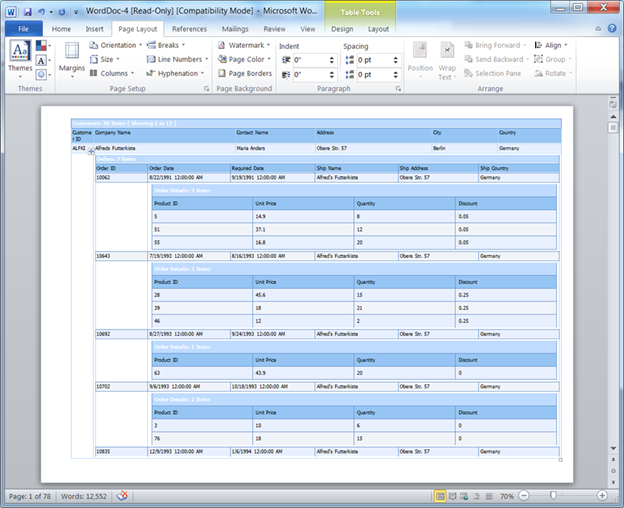 WordDoc-4 [Read-Only] [Compatibility Mode] - Microsoft Wo...
Table Tools
File Home Insert Page Layout References Mailings Review View Design Layout
Themes
Themes
Margins
Orientation
Size
Columns
Breaks
Line Numbers
Hyphenation
Page Setup
Watermark
Page Color
Page Borders
Page Background
Indent Spacing
0" 0 pt
0" 0 pt
Paragraph
Position
Wrap Text
Bring Forward
Send Backward
Selection Pane
Align
Group
Rotate
Arrange
Customers: 39 Items ( Showing 1 to 13 )
Customer ID Company Name Contact Name Address City Country
ALFKI Alfreds Futterkiste Maria Anders Obere Str. 57 Berlin Germany
Orders: 7 Items
Order ID Order Date Required Date Ship Name Ship Address Ship Country
10062 8/22/1991 12:00:00 AM 9/19/1991 12:00:00 AM Alfred's Futterkiste Obere Str. 57 Germany
Order Details: 3 Items
Product ID Unit Price Quantity Discount
5 14.9 8 0.05
51 37.1 12 0.05
55 16.8 20 0.05
10643 7/19/1993 12:00:00 AM 8/16/1993 12:00:00 AM Alfred's Futterkiste Obere Str. 57 Germany
Order Details: 3 Items
Product ID Unit Price Quantity Discount
28 45.6 15 0.25
39 18 21 0.25
46 12 2 0.25
10692 8/27/1993 12:00:00 AM 9/24/1993 12:00:00 AM Alfred's Futterkiste Obere Str. 57 Germany
Order Details: 1 Items
Product ID Unit Price Quantity Discount
63 43.9 20 0
10702 9/6/1993 12:00:00 AM 10/18/1993 12:00:00 AM Alfred's Futterkiste Obere Str. 57 Germany
Order Details: 2 Items
Product ID Unit Price Quantity Discount
3 10 6 0
76 18 15 0
10835 12/9/1993 12:00:00 AM 1/6/1994 12:00:00 AM Alfred's Futterkiste Obere Str. 57 Germany
Page: 1 of 78 Words: 12,552 70%